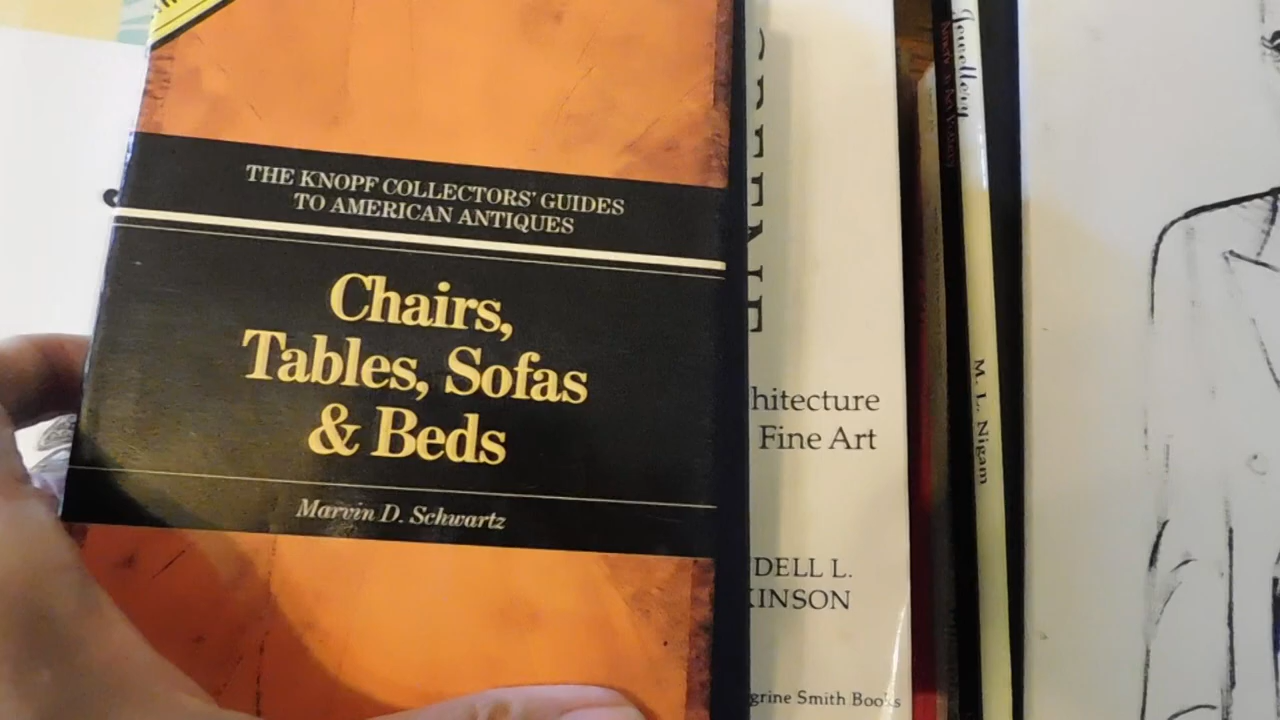 THE KNOPF COLLECTORS' GUIDES
TO AMERICAN ANTIQUES
Chairs,
Tables, Sofas
& Beds
Marvin D. Schwartz
hitecture
Fine Art
DELL L.
KINSON
grine Smith Books
Jewellery
M. L. Nigam